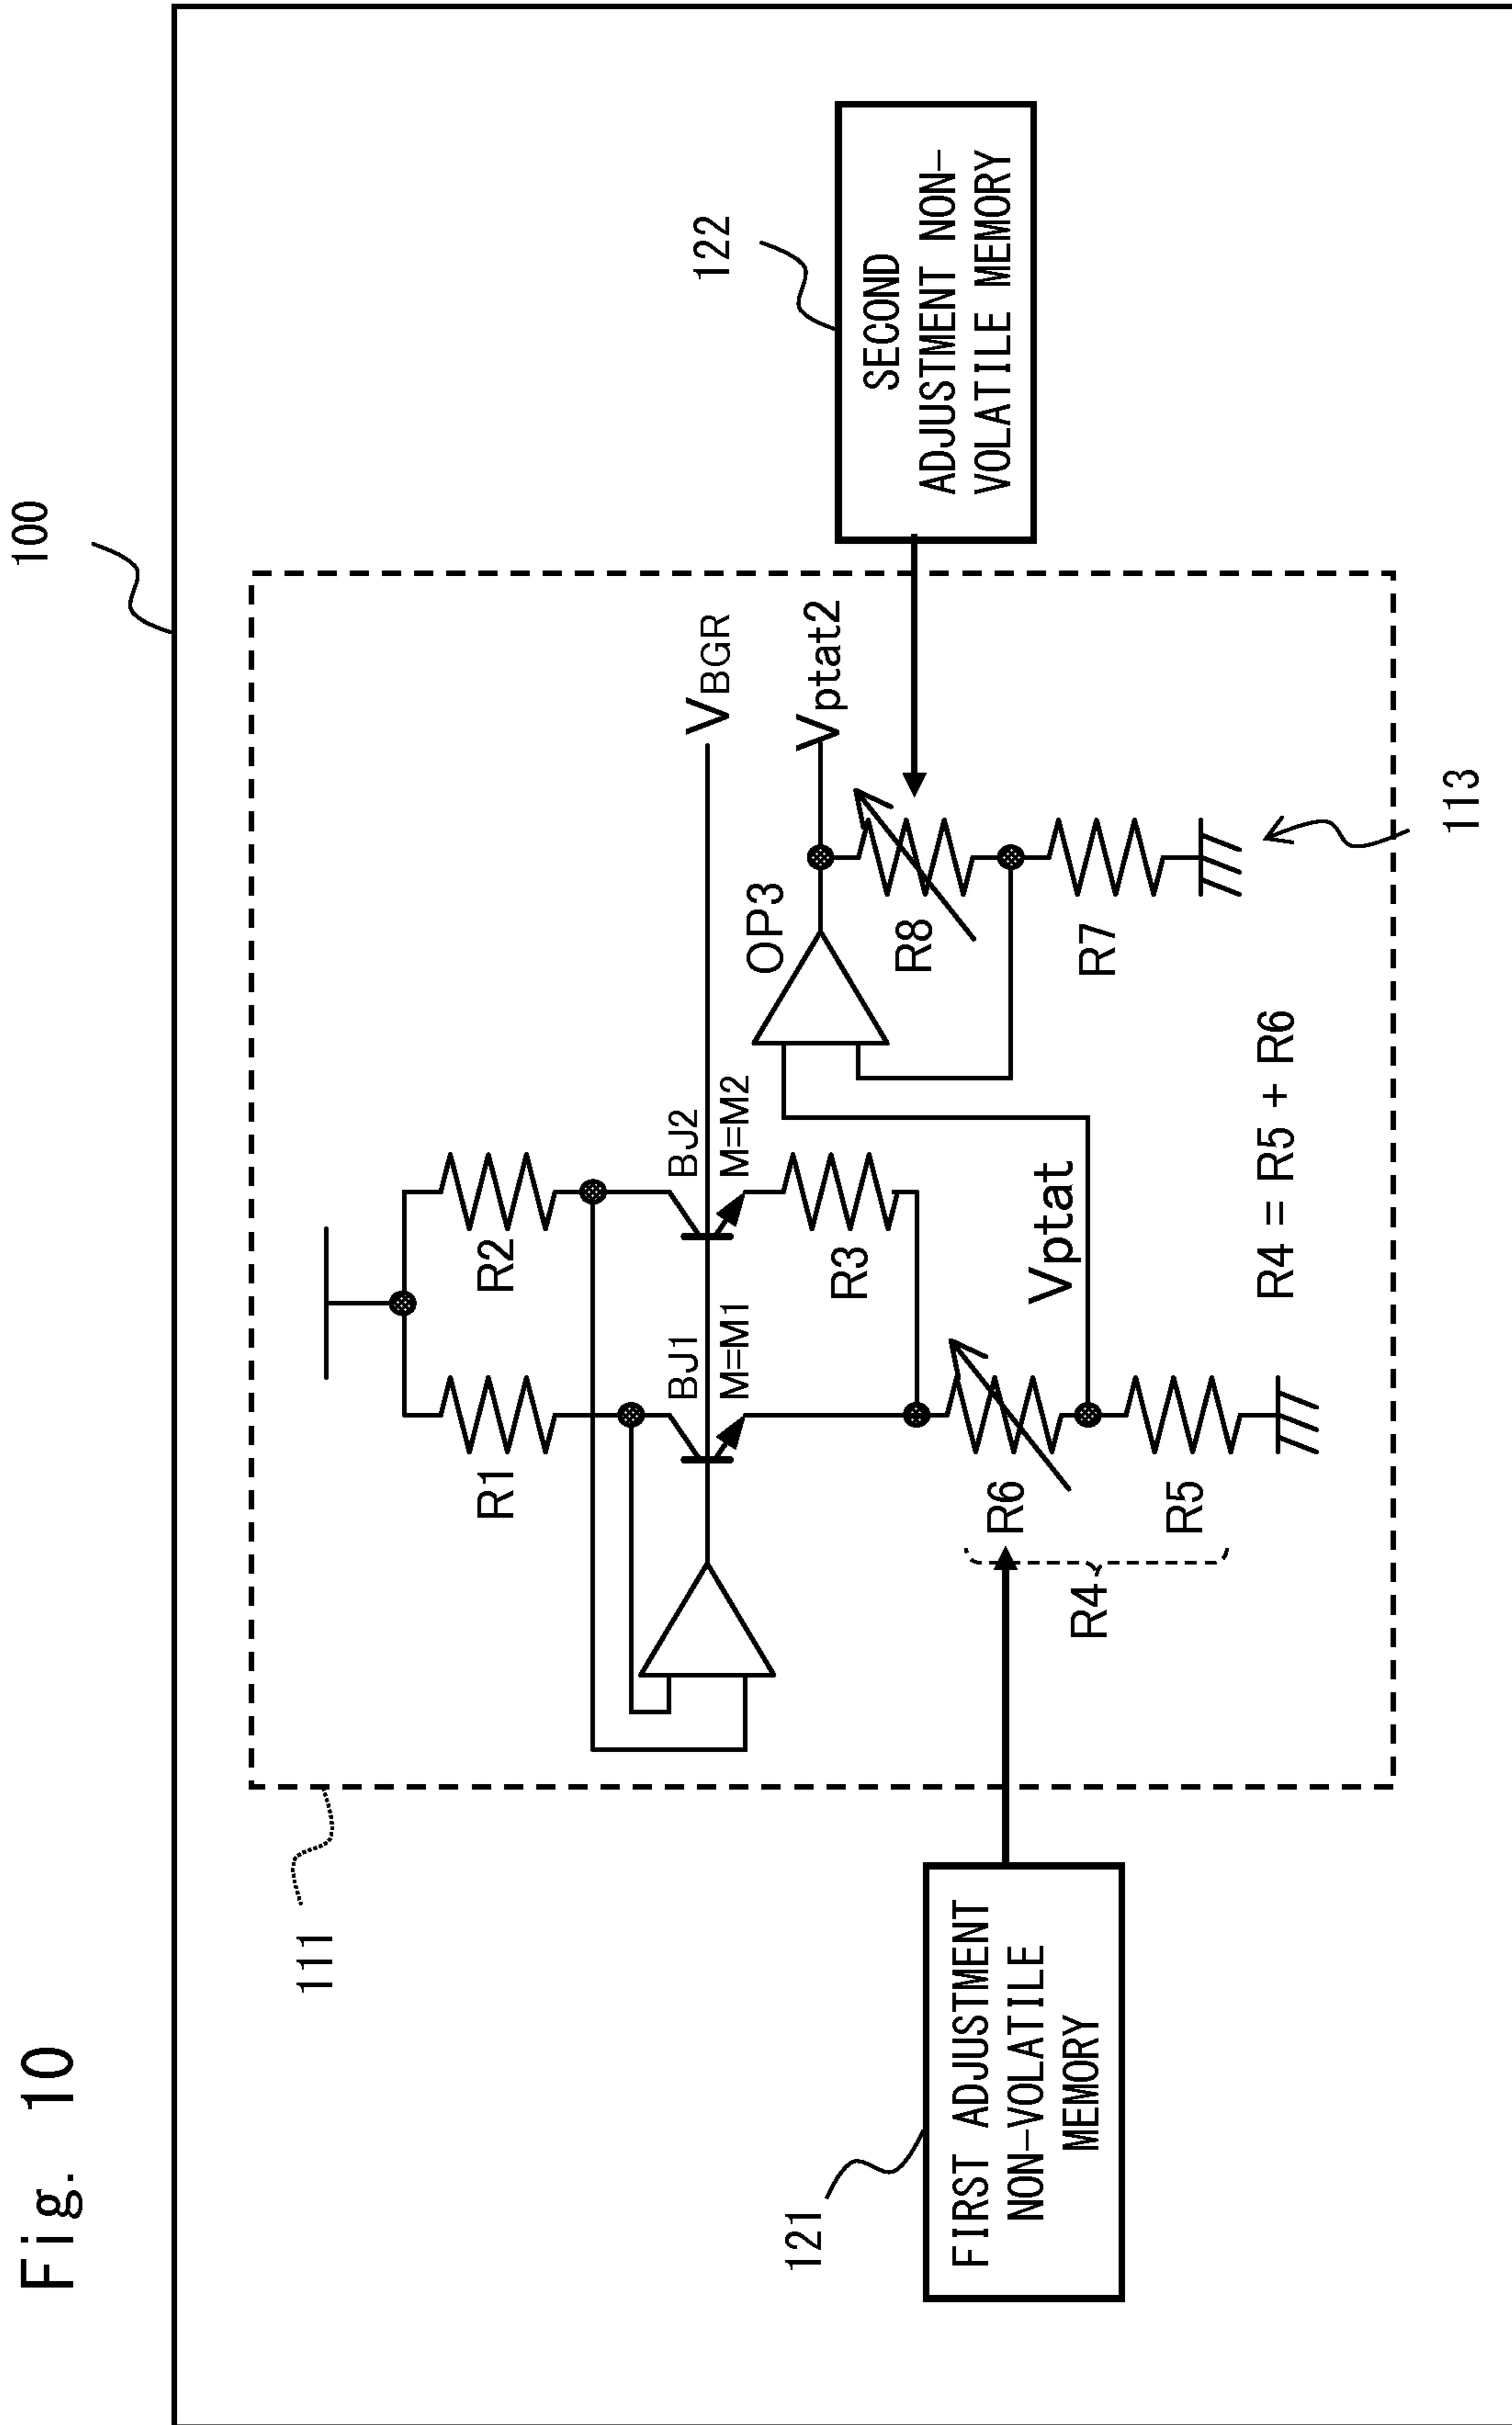 Fig. 10
100
111
R1
R2
BJ1
M=M1
BJ2
M=M2
VBGR
OP3
Vptat2
R3
R8
R6
Vptat
R7
R4
R5
R4 = R5 + R6
113
121
FIRST ADJUSTMENT
NON-VOLATILE
MEMORY
122
SECOND
ADJUSTMENT NON-
VOLATILE MEMORY